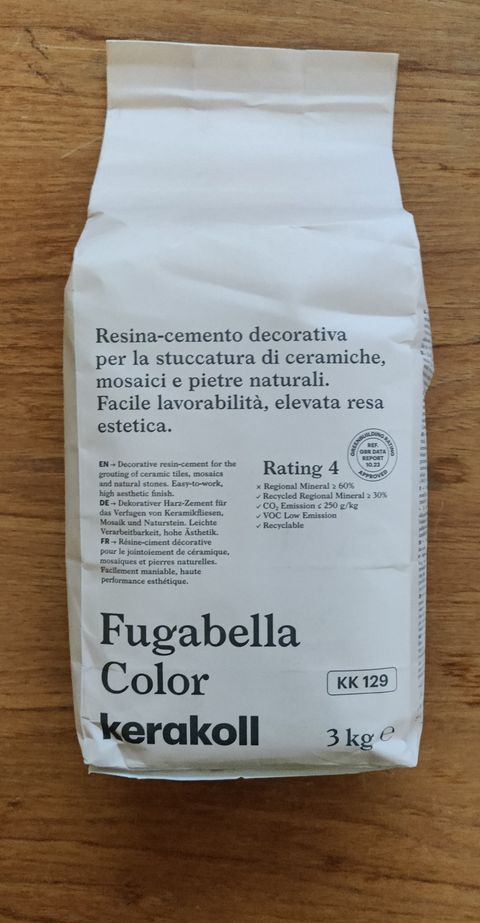 Resina-cemento decorativa
per la stuccatura di ceramiche,
mosaici e pietre naturali.
Facile lavorabilità, elevata resa
estetica.
EN → Decorative resin-cement for the
grouting of ceramic tiles, mosaics
and natural stones. Easy-to-work,
high aesthetic finish.
DE → Dekorativer Harz-Zement für
das Verfugen von Keramikfliesen,
Mosaik und Naturstein. Leichte
Verarbeitbarkeit, hohe Ästhetik.
FR → Résine-ciment décorative
pour le jointoiement de céramique,
mosaïques et pierres naturelles.
Facilement maniable, haute
performance esthétique.
GREENBUILDING RATING
REF.
GBR DATA
REPORT
10.23
APPROVED
Rating 4
× Regional Mineral ≥ 60%
✓ Recycled Regional Mineral ≥ 30%
✓ CO₂ Emission ≤ 250 g/kg
✓ VOC Low Emission
✓ Recyclable
Fugabella
Color
KK 129
kerakoll
3 kg ℮